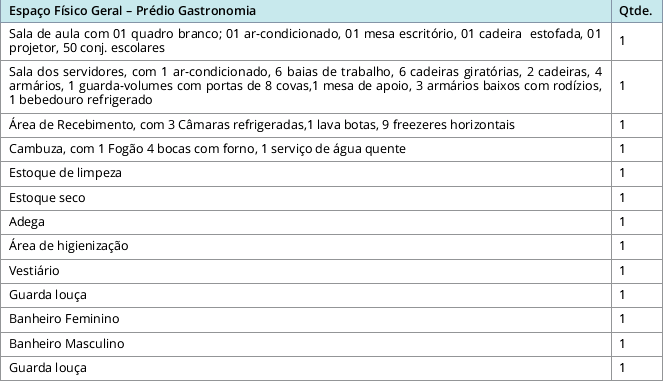 Espaço Físico Geral – Prédio Gastronomia Qtde.
Sala de aula com 01 quadro branco; 01 ar-condicionado, 01 mesa escritório, 01 cadeira estofada, 01
projetor, 50 conj. escolares 1
Sala dos servidores, com 1 ar-condicionado, 6 baias de trabalho, 6 cadeiras giratórias, 2 cadeiras, 4
armários, 1 guarda-volumes com portas de 8 covas,1 mesa de apoio, 3 armários baixos com rodízios, 1
1 bebedouro refrigerado
Área de Recebimento, com 3 Câmaras refrigeradas,1 lava botas, 9 freezeres horizontais 1
Cambuza, com 1 Fogão 4 bocas com forno, 1 serviço de água quente 1
Estoque de limpeza 1
Estoque seco 1
Adega 1
Área de higienização 1
Vestiário 1
Guarda louça 1
Banheiro Feminino 1
Banheiro Masculino 1
Guarda louça 1